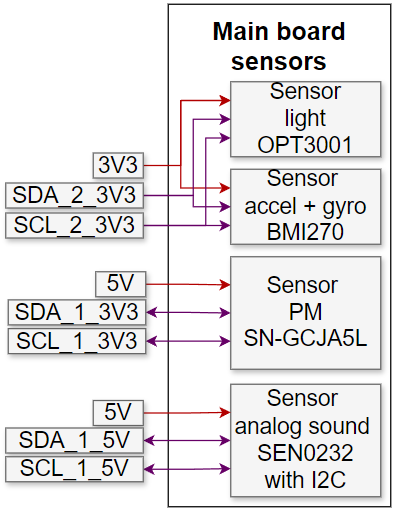 Main board
sensors
Sensor
light
OPT3001
3V3
SDA_2_3V3
SCL_2_3V3
Sensor
accel + gyro
BMI270
5V
SDA_1_3V3
SCL_1_3V3
Sensor
PM
SN-GCJA5L
5V
SDA_1_5V
SCL_1_5V
Sensor
analog sound
SEN0232
with I2C